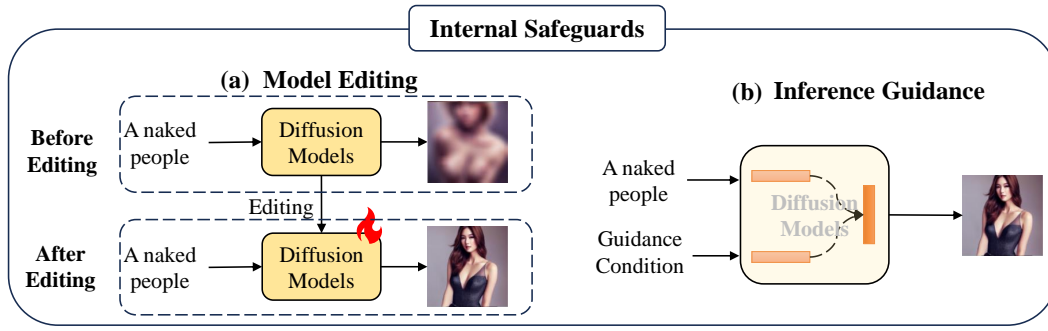 Internal Safeguards
(a) Model Editing
Before
Editing
A naked
people
Diffusion
Models
Editing
After
Editing
A naked
people
Diffusion
Models
(b) Inference Guidance
A naked
people
Guidance
Condition
Diffusion
Models